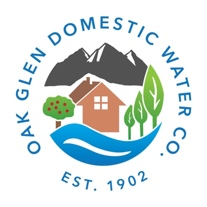 OAK GLEN DOMESTIC WATER CO.
EST. 1902